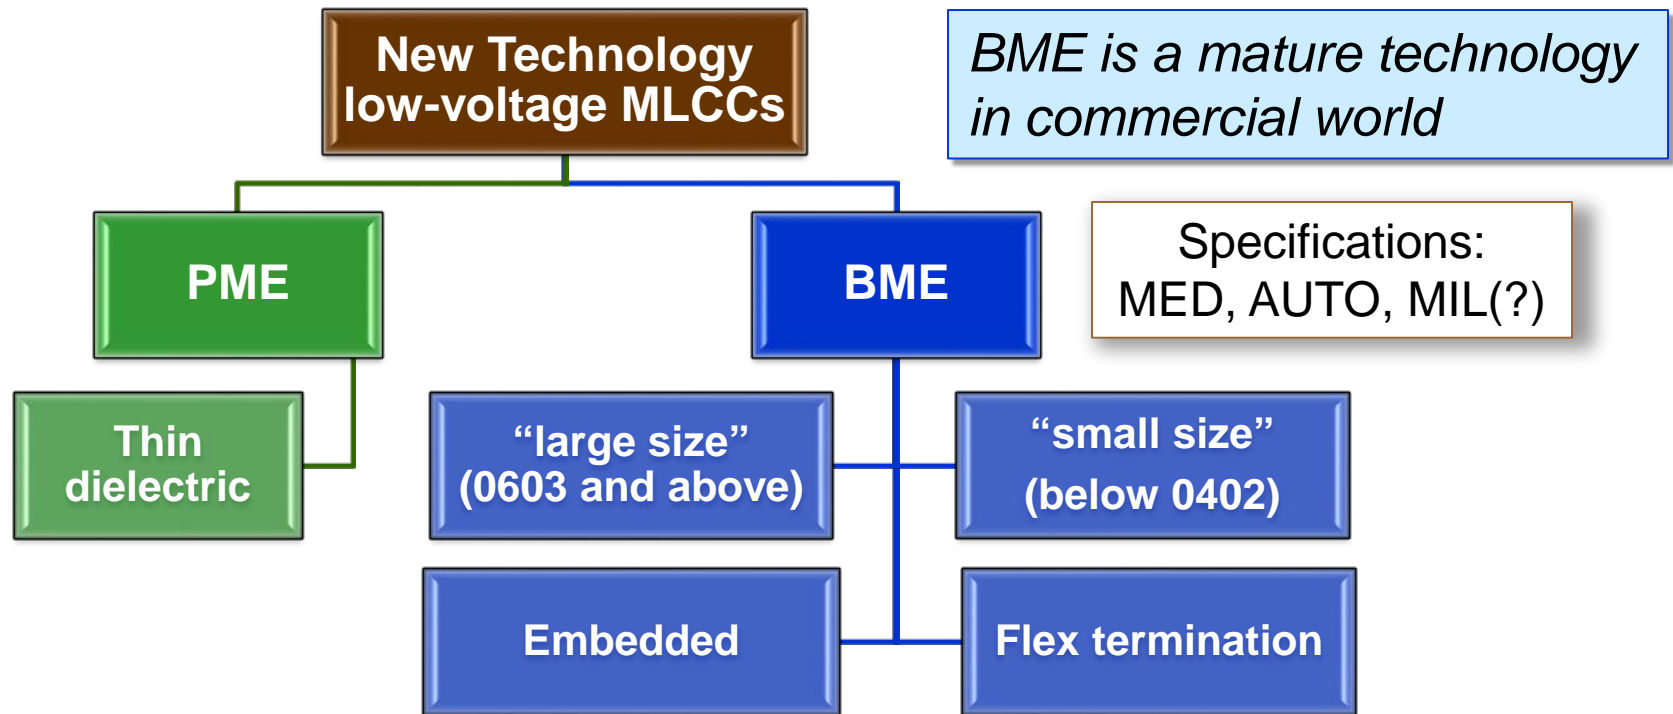 New Technology
low-voltage MLCCs
BME is a mature technology
in commercial world
PME
BME
Specifications:
MED, AUTO, MIL(?)
Thin
dielectric
“large size”
(0603 and above)
“small size”
(below 0402)
Embedded
Flex termination